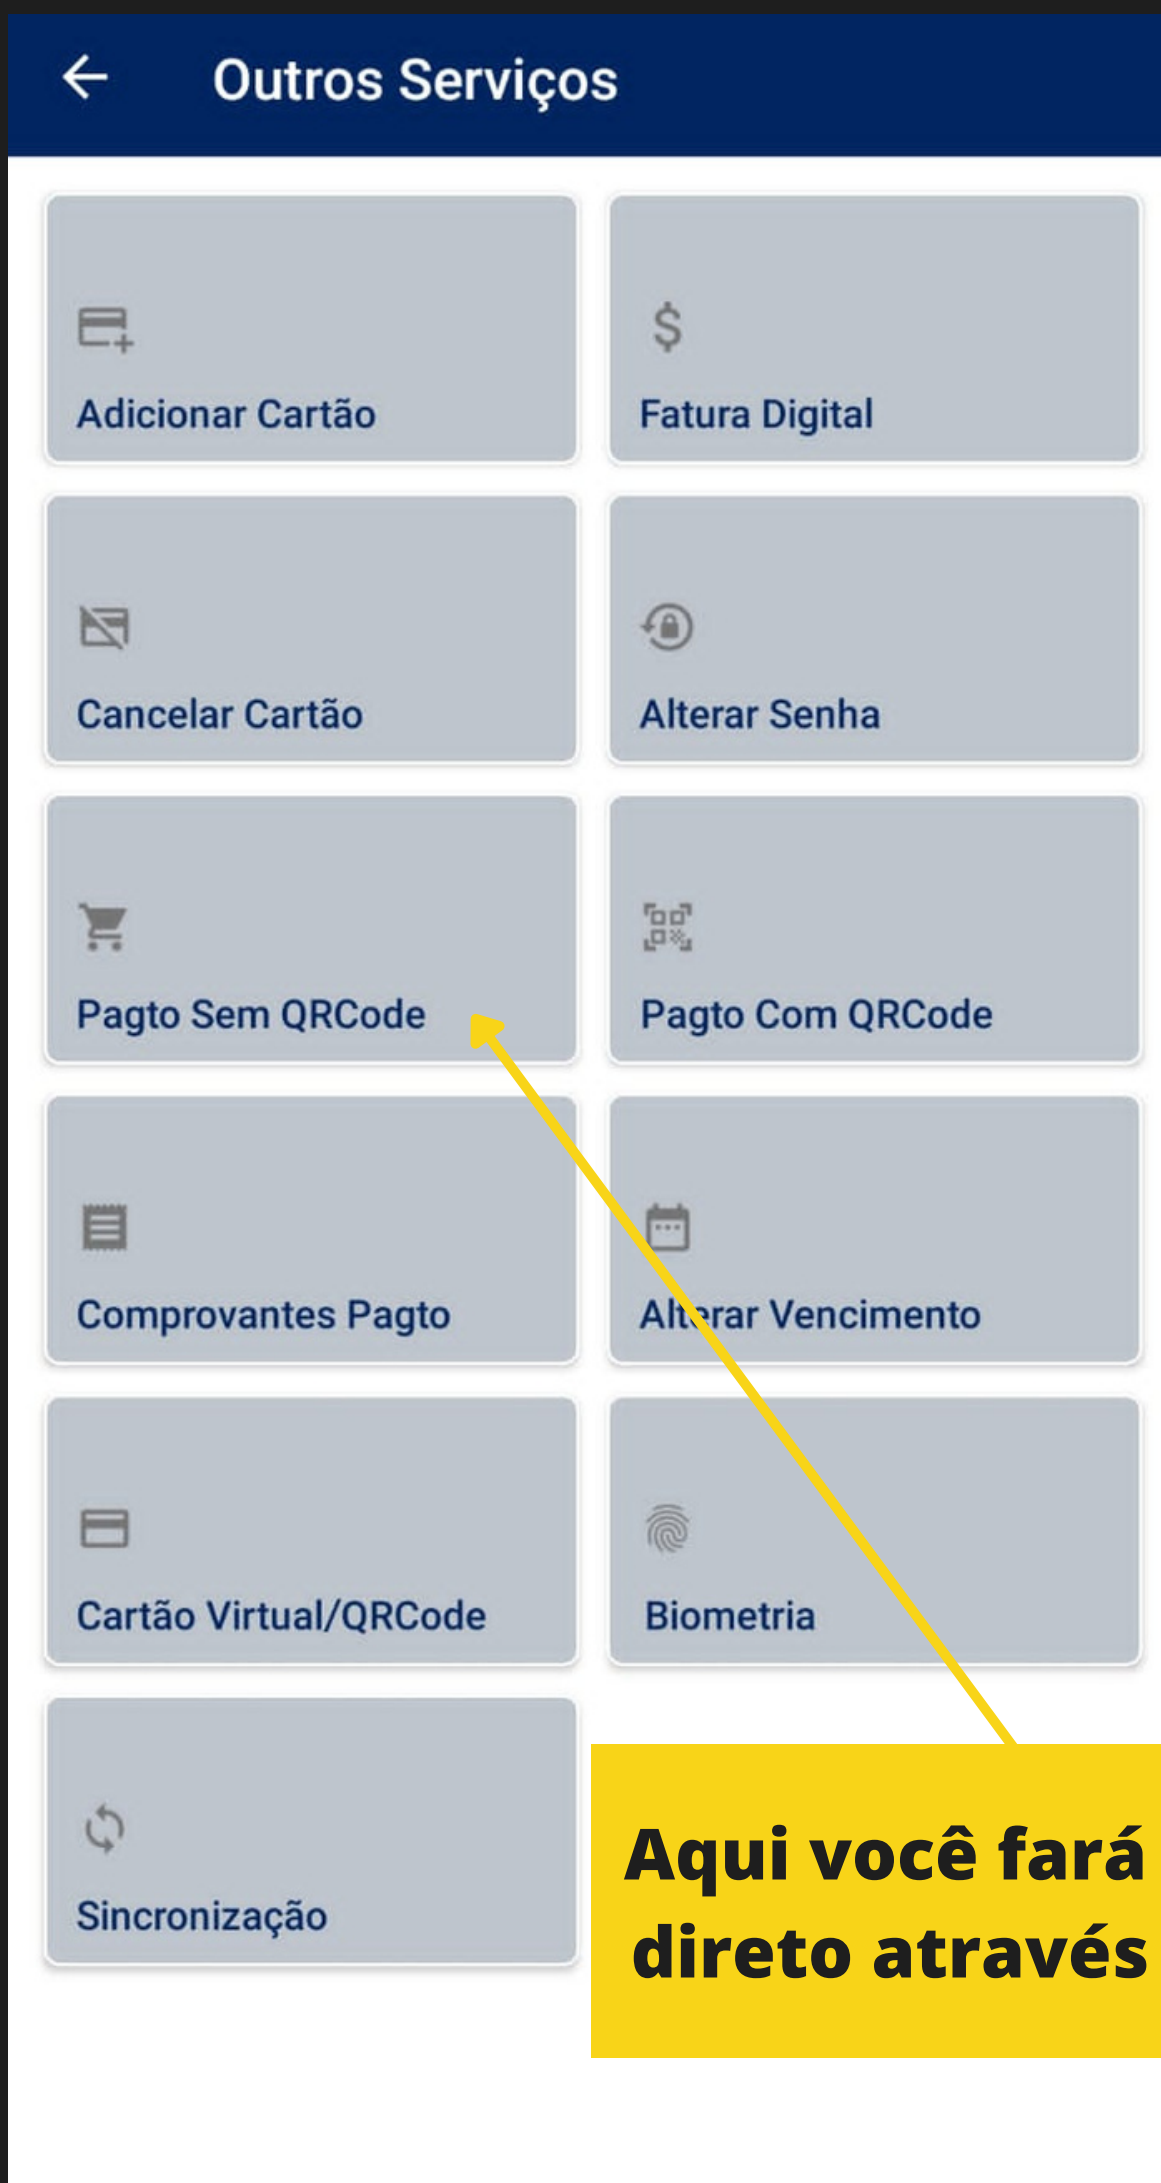 Outros Serviços
Adicionar Cartão
Fatura Digital
Cancelar Cartão
Alterar Senha
Pagto Sem QRCode
Pagto Com QRCode
Comprovantes Pagto
Alterar Vencimento
Cartão Virtual/QRCode
Biometria
Sincronização
Aqui você fará
direto através